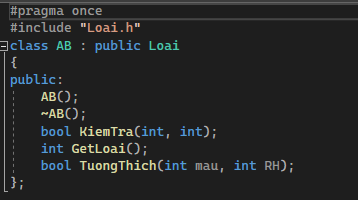 #pragma once
#include "Loai.h"
class AB : public Loai
{
public:
    AB();
    ~AB();
    bool KiemTra(int, int);
    int GetLoai();
    bool TuongThich(int mau, int RH);
};